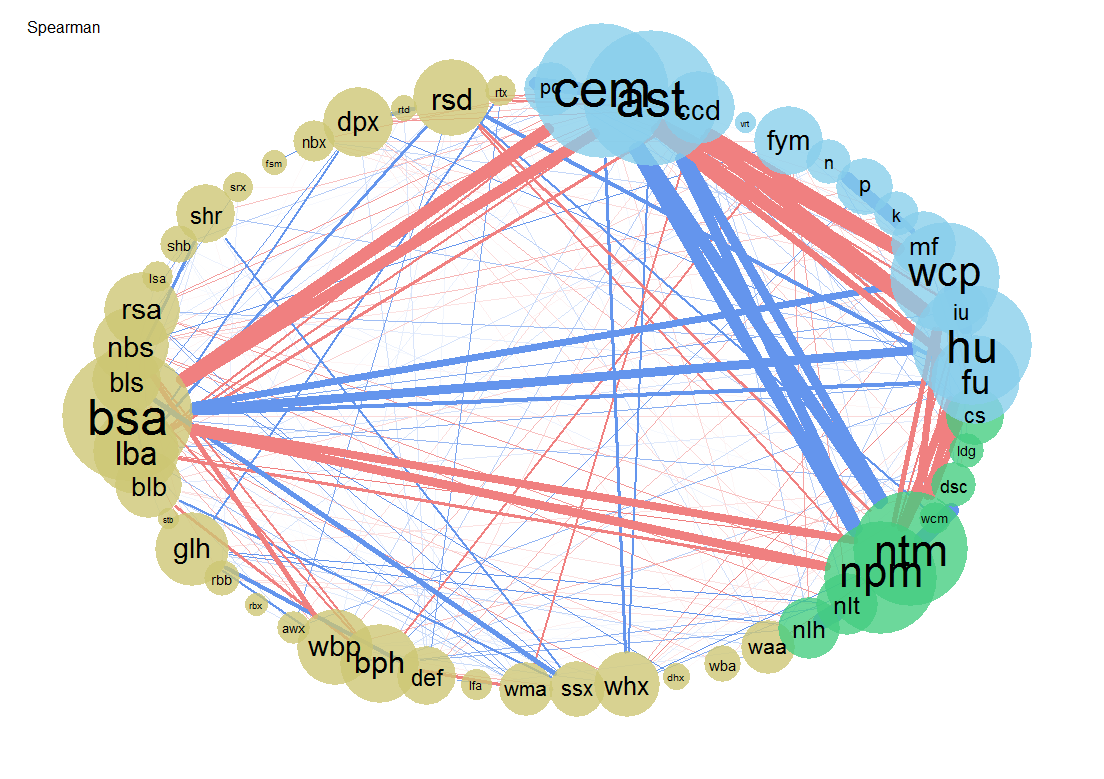 Spearman
pc
cem
ast
ccd
vrt
fym
n
p
k
mf
wcp
iu
hu
fu
cs
ldg
dsc
wcm
ntm
npm
nlt
nlh
waa
wba
dhx
whx
ssx
wma
lfa
def
bph
wbp
awx
rbx
rbb
glh
stb
blb
lba
bsa
bls
nbs
rsa
lsa
shb
shr
srx
fsm
nbx
dpx
rtd
rsd
rtx